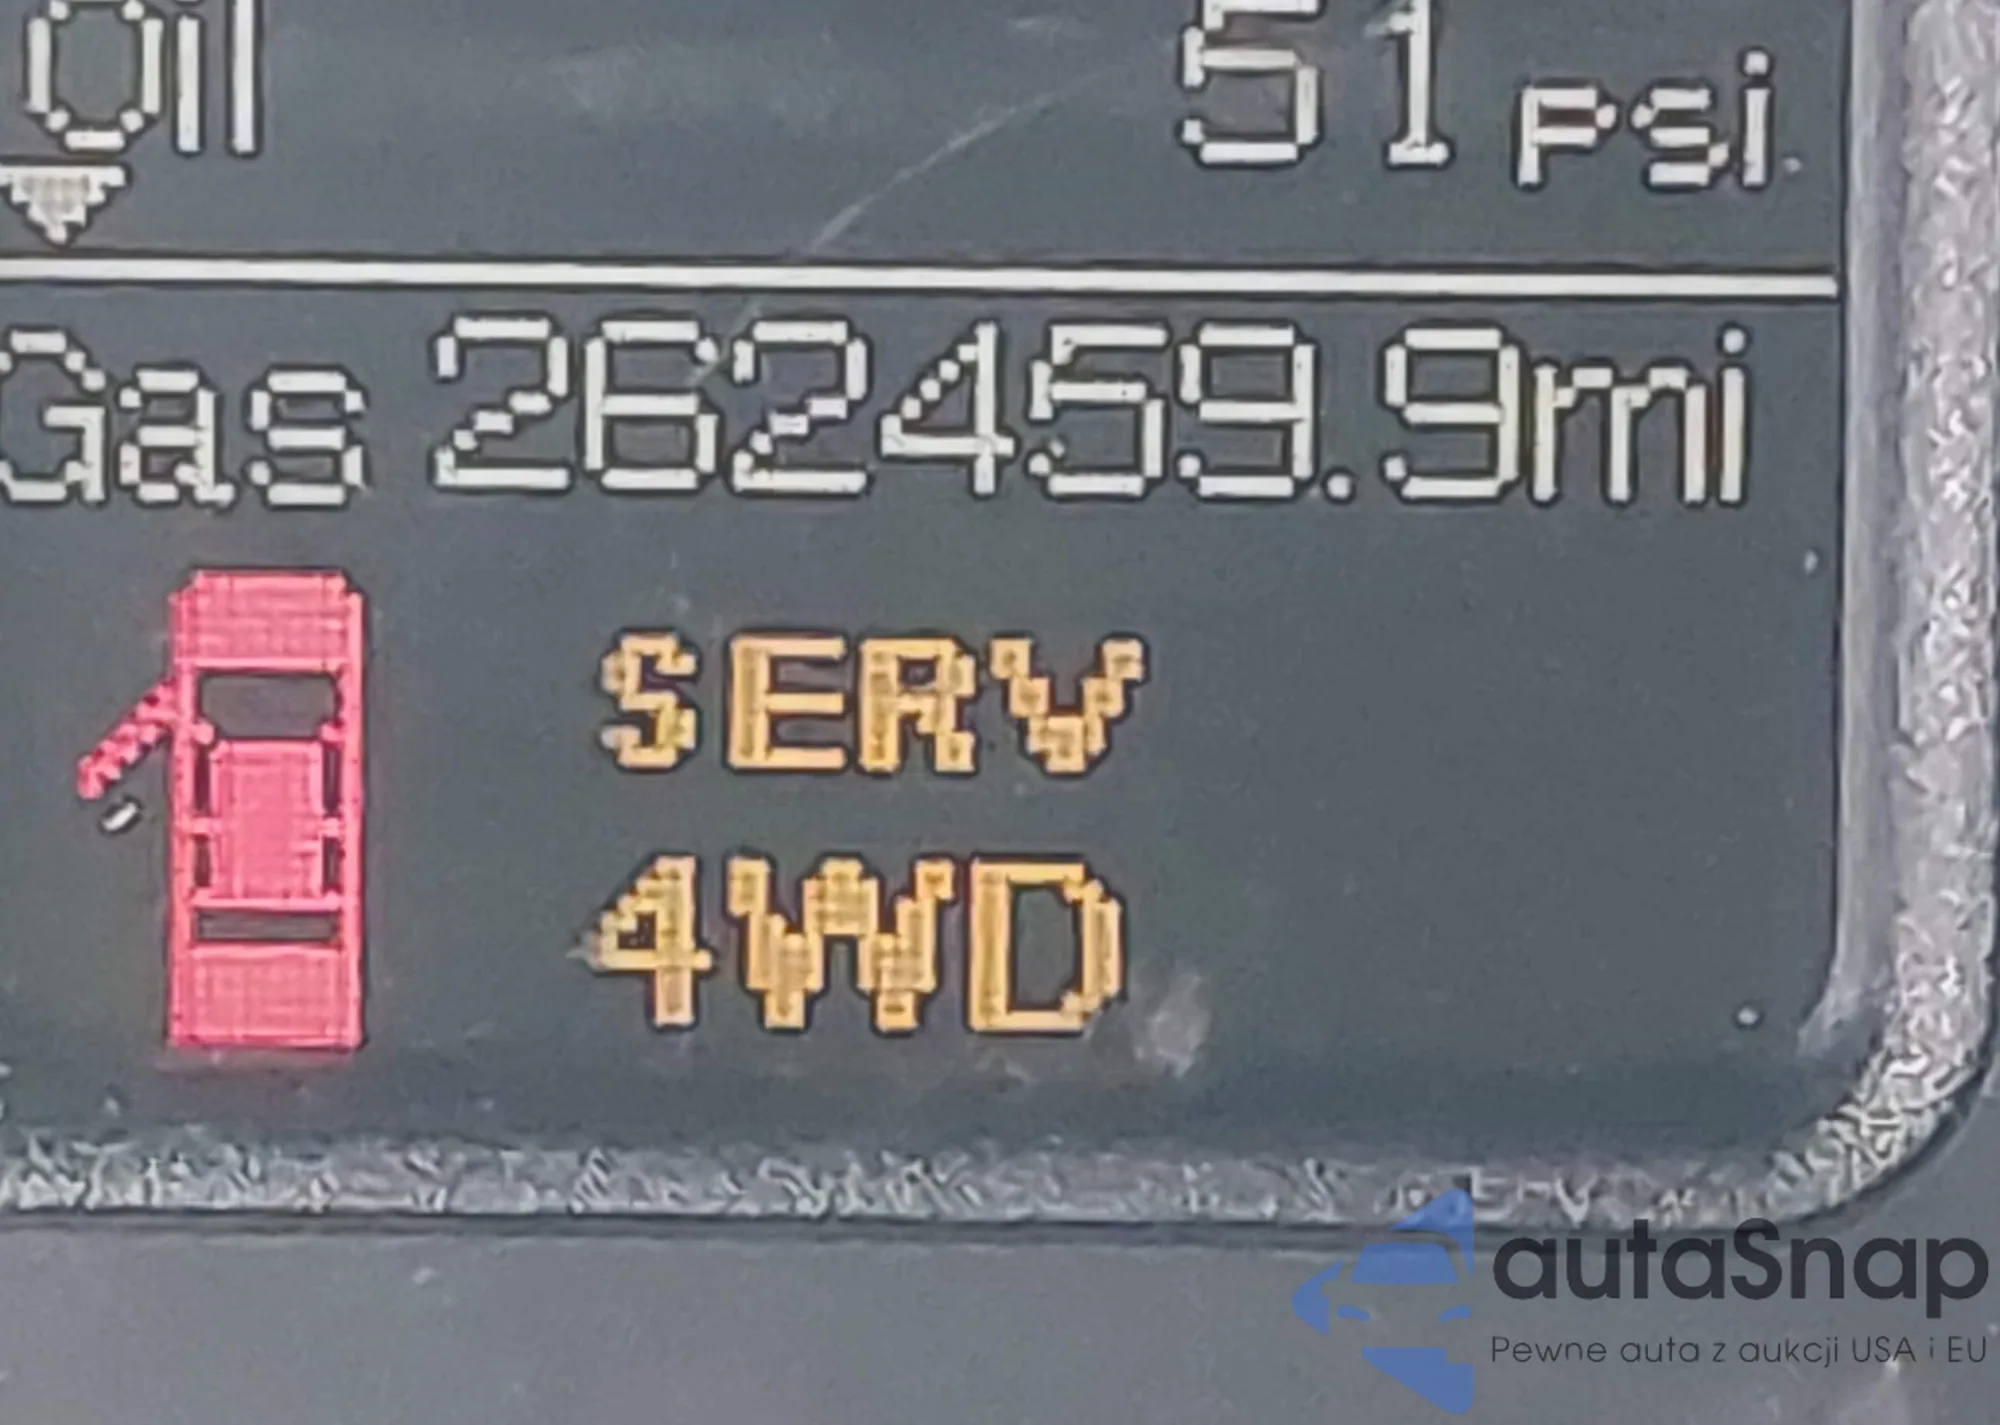 oil 51 psi
Gas 262459.9mi
SERV
4WD
autaSnap
Pewne auta z aukcji USA i EU